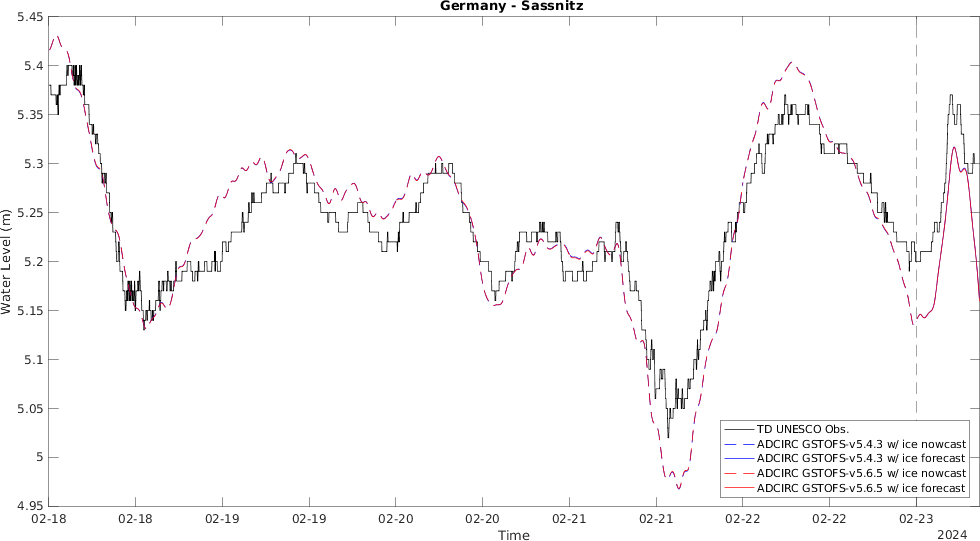 Germany - Sassnitz
5.45
5.4
5.35
5.3
5.25
5.2
5.15
5.1
5.05
5
4.95
Water Level (m)
02-18
02-18
02-19
02-19
02-20
02-20
02-21
02-21
02-22
02-22
02-23
Time
2024
TD UNESCO Obs.
ADCIRC GSTOFS-v5.4.3 w/ ice nowcast
ADCIRC GSTOFS-v5.4.3 w/ ice forecast
ADCIRC GSTOFS-v5.6.5 w/ ice nowcast
ADCIRC GSTOFS-v5.6.5 w/ ice forecast